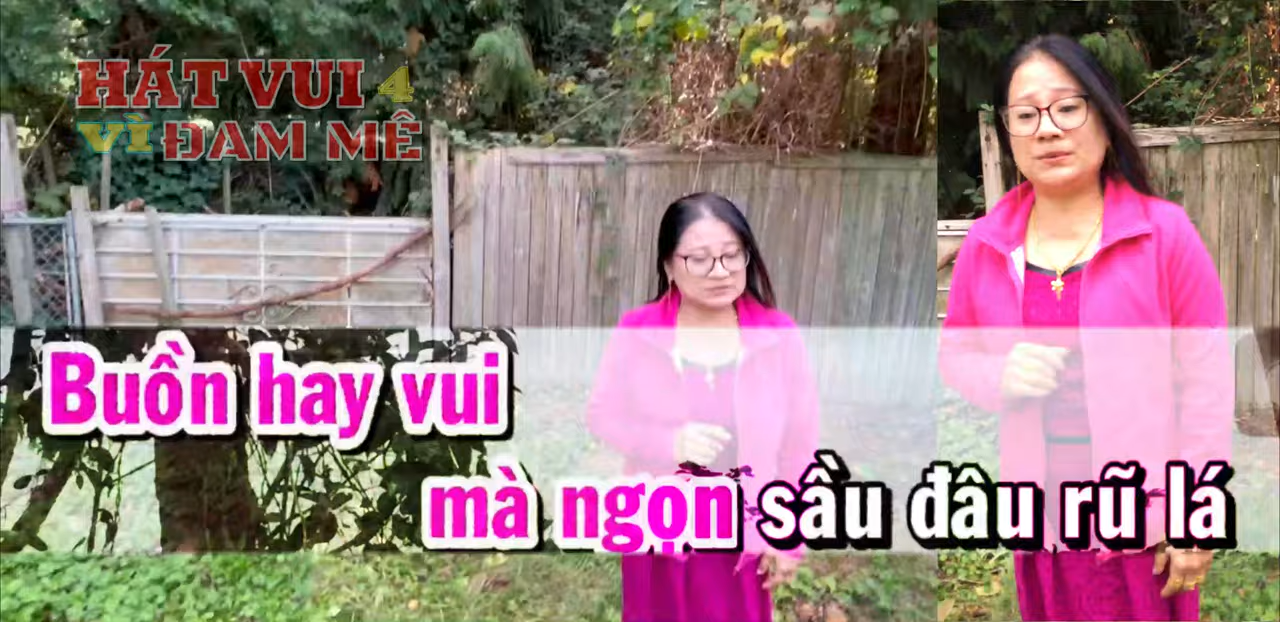 HÁT VUI 4
VÌ ĐAM MÊ
Buồn hay vui
mà ngọn sầu đâu rũ lá